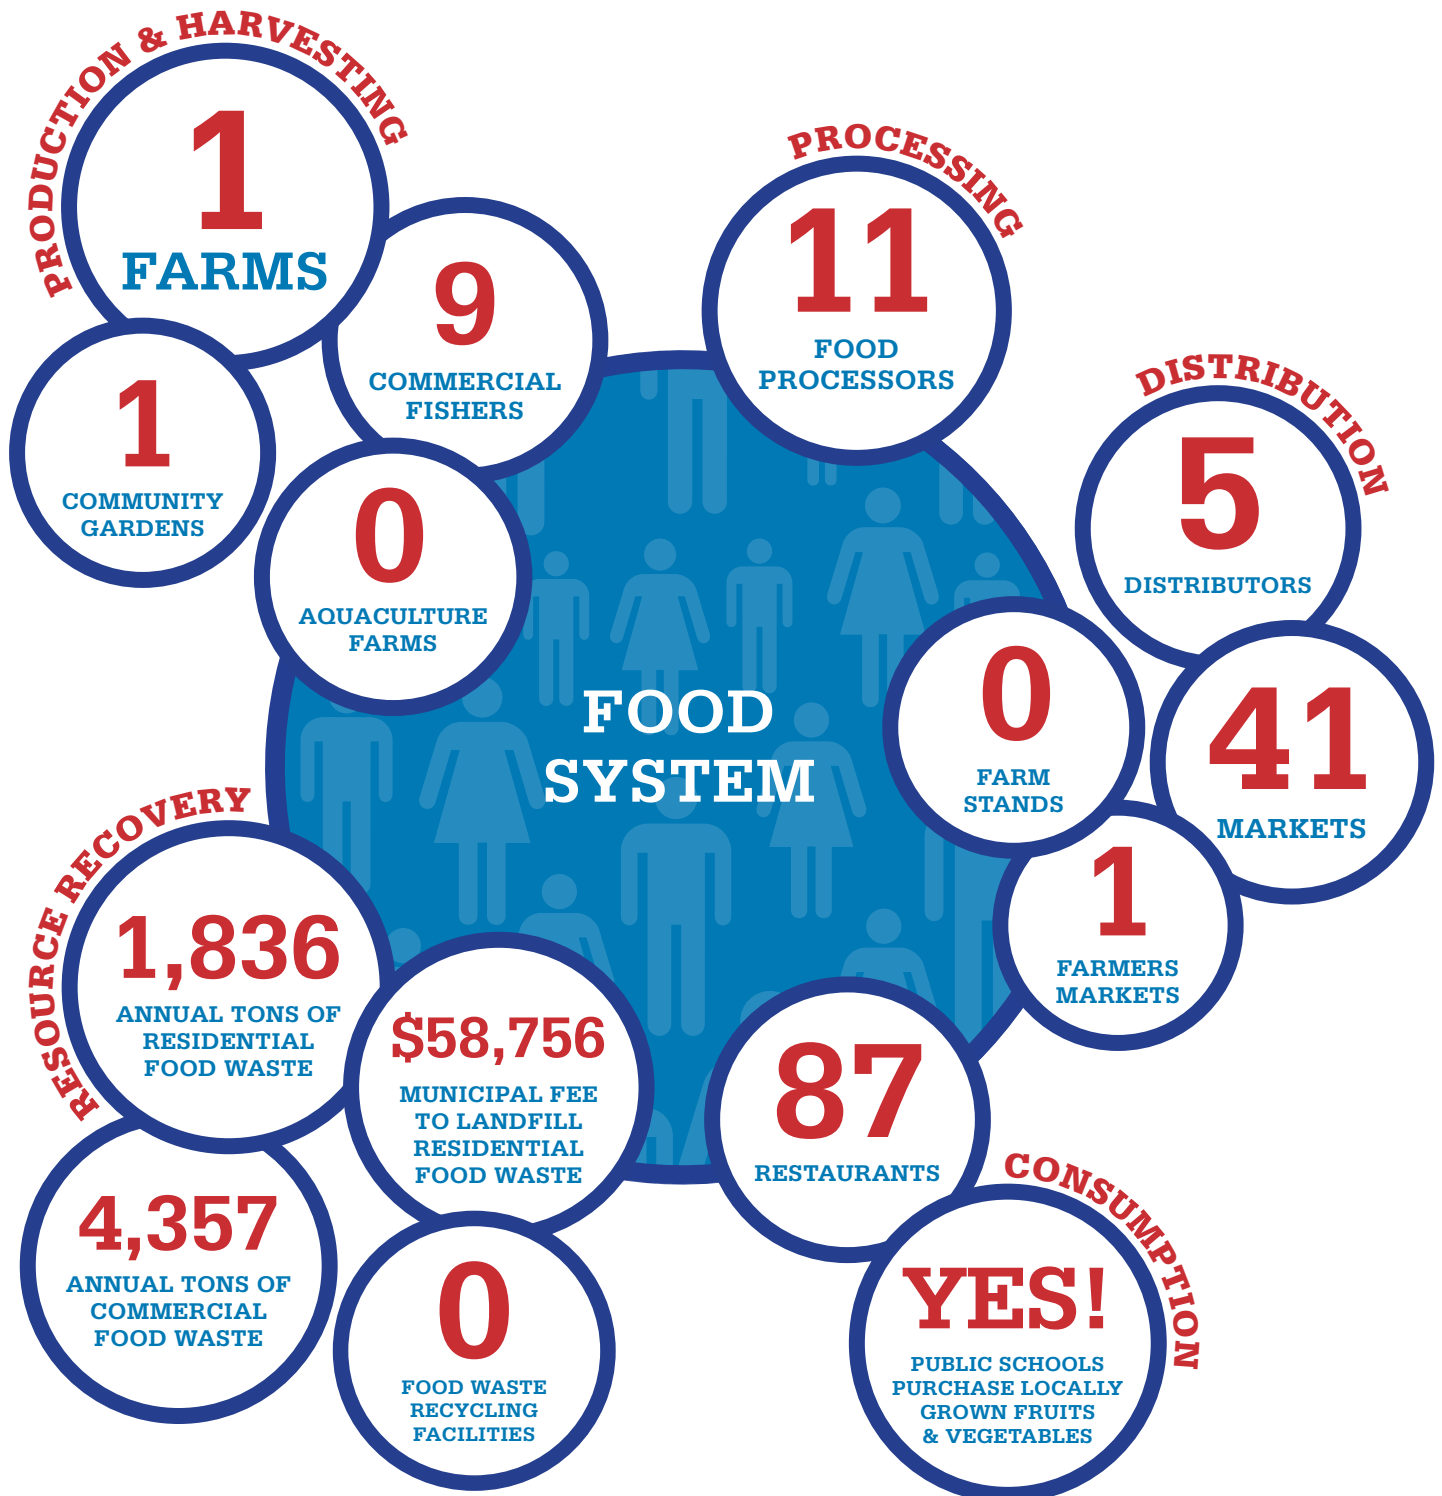 PRODUCTION & HARVESTING
1
FARMS
9
COMMERCIAL
FISHERS
1
COMMUNITY
GARDENS
0
AQUACULTURE
FARMS
PROCESSING
11
FOOD
PROCESSORS
DISTRIBUTION
5
DISTRIBUTORS
0
FARM
STANDS
41
MARKETS
1
FARMERS
MARKETS
FOOD
SYSTEM
RESOURCE RECOVERY
1,836
ANNUAL TONS OF
RESIDENTIAL
FOOD WASTE
$58,756
MUNICIPAL FEE
TO LANDFILL
RESIDENTIAL
FOOD WASTE
4,357
ANNUAL TONS OF
COMMERCIAL
FOOD WASTE
0
FOOD WASTE
RECYCLING
FACILITIES
87
RESTAURANTS
CONSUMPTION
YES!
PUBLIC SCHOOLS
PURCHASE LOCALLY
GROWN FRUITS
& VEGETABLES